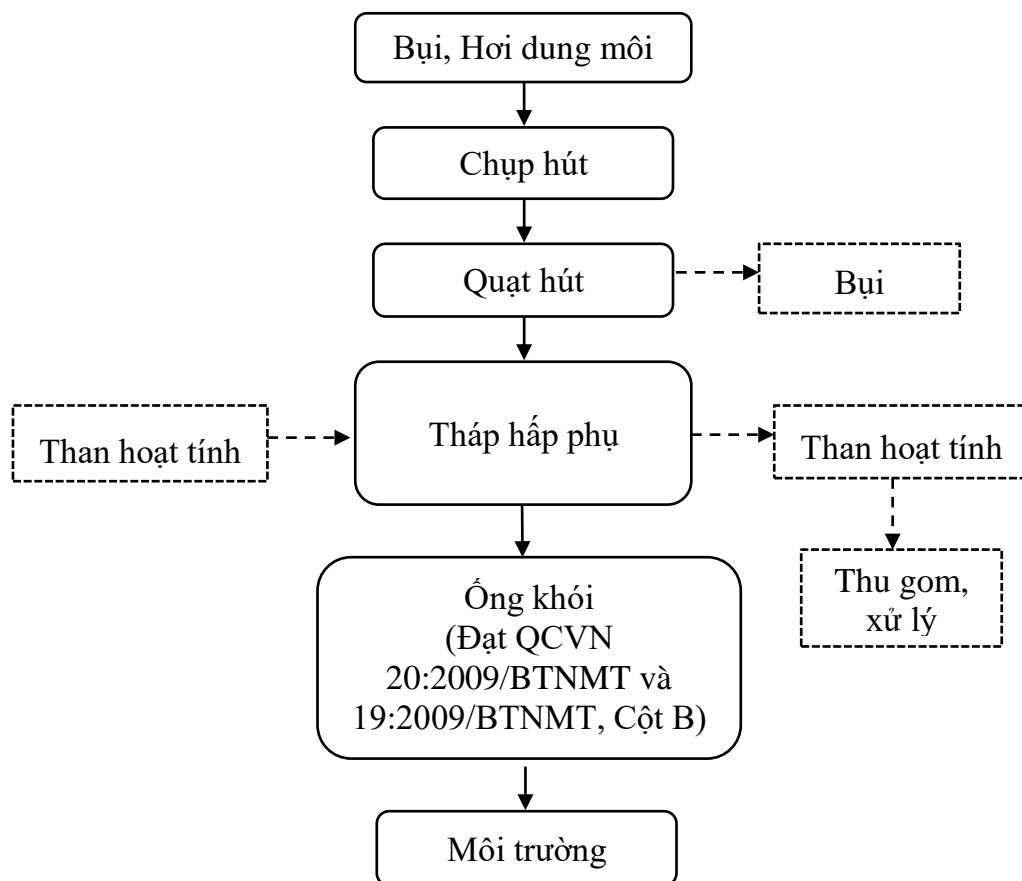 Bụi, Hơi dung môi
Chụp hút
Quạt hút
Bụi
Than hoạt tính
Tháp hấp phụ
Than hoạt tính
Ống khói
(Đạt QCVN
20:2009/BTNMT và
19:2009/BTNMT, Cột B)
Thu gom,
xử lý
Môi trường